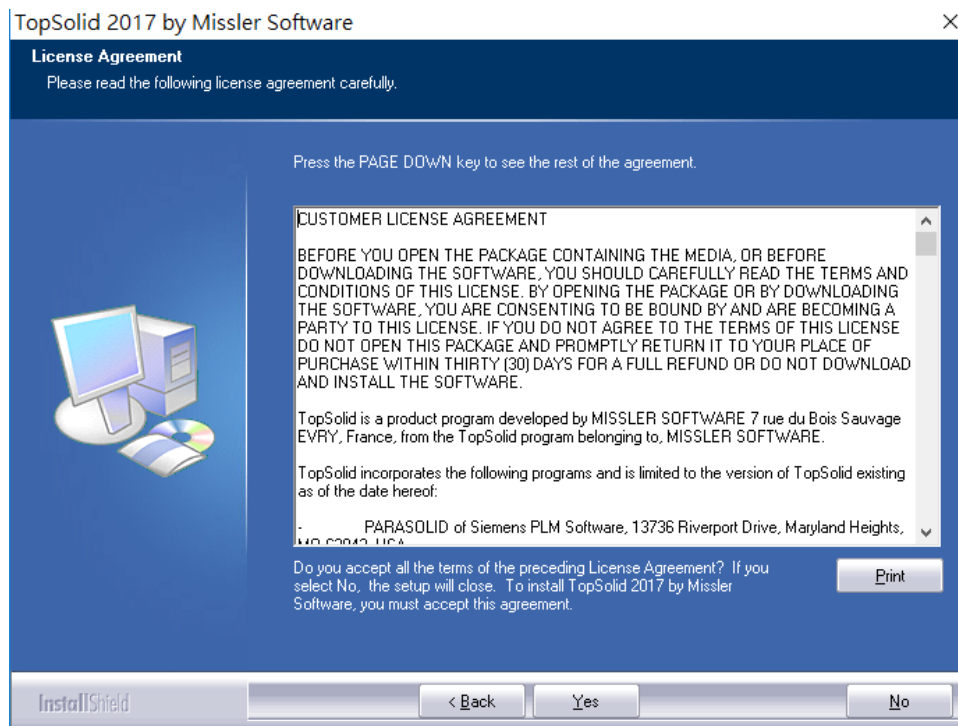 TopSolid 2017 by Missler Software
License Agreement
Please read the following license agreement carefully.
Press the PAGE DOWN key to see the rest of the agreement.
CUSTOMER LICENSE AGREEMENT
BEFORE YOU OPEN THE PACKAGE CONTAINING THE MEDIA, OR BEFORE
DOWNLOADING THE SOFTWARE, YOU SHOULD CAREFULLY READ THE TERMS AND
CONDITIONS OF THIS LICENSE. BY OPENING THE PACKAGE OR BY DOWNLOADING
THE SOFTWARE, YOU ARE CONSENTING TO BE BOUND BY AND ARE BECOMING A
PARTY TO THIS LICENSE. IF YOU DO NOT AGREE TO THE TERMS OF THIS LICENSE
DO NOT OPEN THIS PACKAGE AND PROMPTLY RETURN IT TO YOUR PLACE OF
PURCHASE WITHIN THIRTY (30) DAYS FOR A FULL REFUND OR DO NOT DOWNLOAD
AND INSTALL THE SOFTWARE.
TopSolid is a product program developed by MISSLER SOFTWARE 7 rue du Bois Sauvage
EVRY, France, from the TopSolid program belonging to, MISSLER SOFTWARE.
TopSolid incorporates the following programs and is limited to the version of TopSolid existing
as of the date hereof:
- PARASOLID of Siemens PLM Software, 13736 Riverport Drive, Maryland Heights,
Do you accept all the terms of the preceding License Agreement? If you
select No, the setup will close. To install TopSolid 2017 by Missler
Software, you must accept this agreement.
Print
InstallShield
< Back
Yes
No